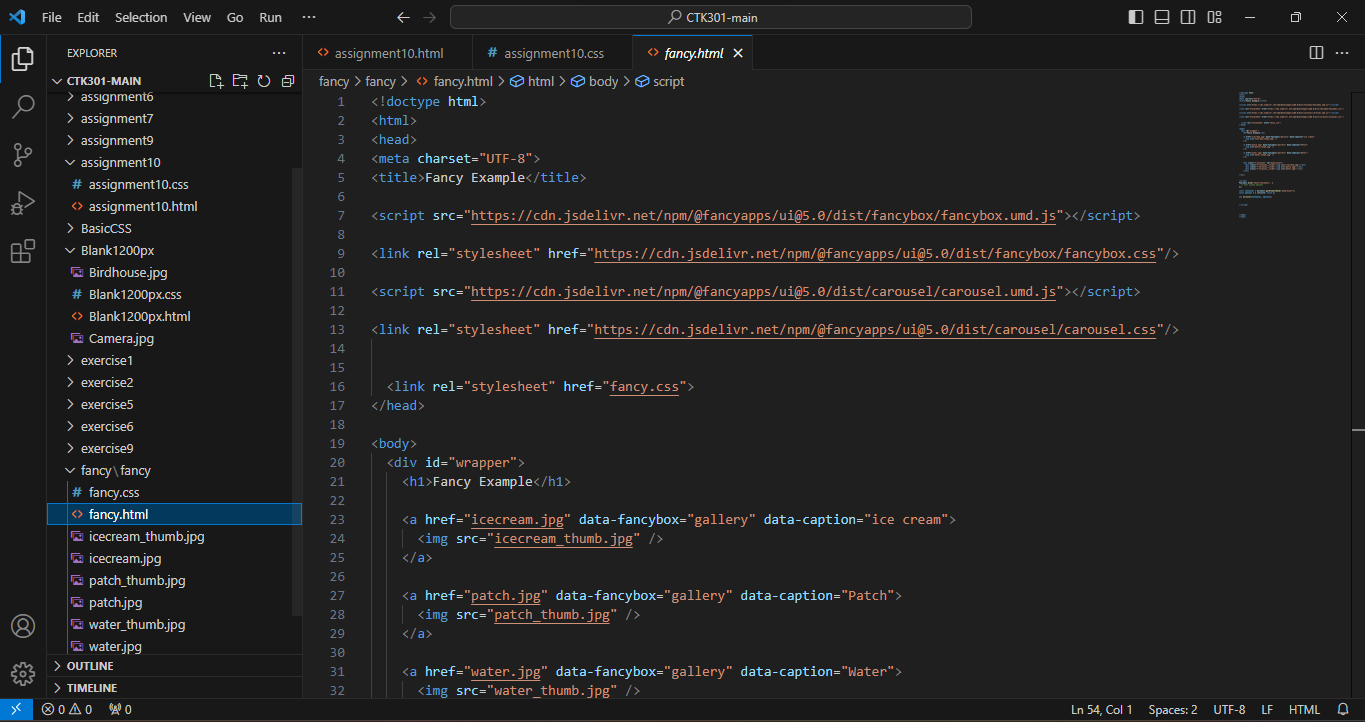 File Edit Selection View Go Run ···
CTK301-main
EXPLORER
CTK301-MAIN
assignment6
assignment7
assignment9
assignment10
# assignment10.css
<> assignment10.html
BasicCSS
Blank1200px
Birdhouse.jpg
# Blank1200px.css
<> Blank1200px.html
Camera.jpg
exercise1
exercise2
exercise5
exercise6
exercise9
fancy\fancy
# fancy.css
<> fancy.html
icecream_thumb.jpg
icecream.jpg
patch_thumb.jpg
patch.jpg
water_thumb.jpg
water.jpg
OUTLINE
TIMELINE
<> assignment10.html # assignment10.css <> fancy.html
fancy > fancy > <> fancy.html > html > body > script
1 <!doctype html>
2 <html>
3 <head>
4 <meta charset="UTF-8">
5 <title>Fancy Example</title>
6
7 <script src="https://cdn.jsdelivr.net/npm/@fancyapps/ui@5.0/dist/fancybox/fancybox.umd.js"></script>
8
9 <link rel="stylesheet" href="https://cdn.jsdelivr.net/npm/@fancyapps/ui@5.0/dist/fancybox/fancybox.css"/>
10
11 <script src="https://cdn.jsdelivr.net/npm/@fancyapps/ui@5.0/dist/carousel/carousel.umd.js"></script>
12
13 <link rel="stylesheet" href="https://cdn.jsdelivr.net/npm/@fancyapps/ui@5.0/dist/carousel/carousel.css"/>
14
15
16 <link rel="stylesheet" href="fancy.css">
17 </head>
18
19 <body>
20 <div id="wrapper">
21 <h1>Fancy Example</h1>
22
23 <a href="icecream.jpg" data-fancybox="gallery" data-caption="ice cream">
24 <img src="icecream_thumb.jpg" />
25 </a>
26
27 <a href="patch.jpg" data-fancybox="gallery" data-caption="Patch">
28 <img src="patch_thumb.jpg" />
29 </a>
30
31 <a href="water.jpg" data-fancybox="gallery" data-caption="Water">
32 <img src="water_thumb.jpg" />
0 0 0
Ln 54, Col 1 Spaces: 2 UTF-8 LF HTML